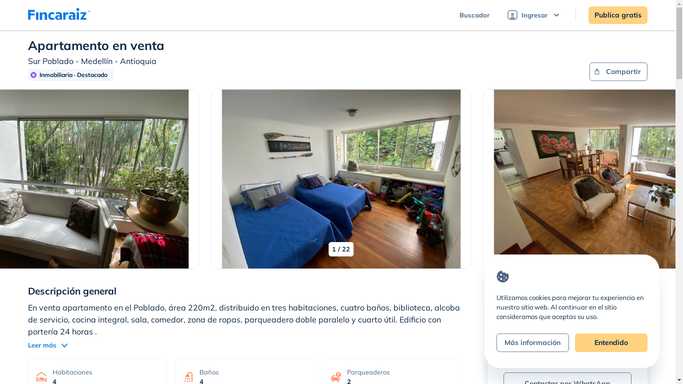 Fincaraiz
Buscador
Ingresar
Publica gratis
Apartamento en venta
Sur Poblado - Medellín - Antioquia
Inmobiliaria · Destacado
Compartir
1 / 22
Descripción general
En venta apartamento en el Poblado, área 220m2, distribuido en tres habitaciones, cuatro baños, biblioteca, alcoba
de servicio, cocina integral, sala, comedor, zona de ropas, parqueadero doble paralelo y cuarto útil. Edificio con
portería 24 horas .
Leer más
Habitaciones
4
Baños
4
Parqueaderos
2
Utilizamos cookies para mejorar tu experiencia en
nuestro sitio web. Al continuar en el sitio
consideramos que aceptas su uso.
Más información
Entendido
Contactar por WhatsApp